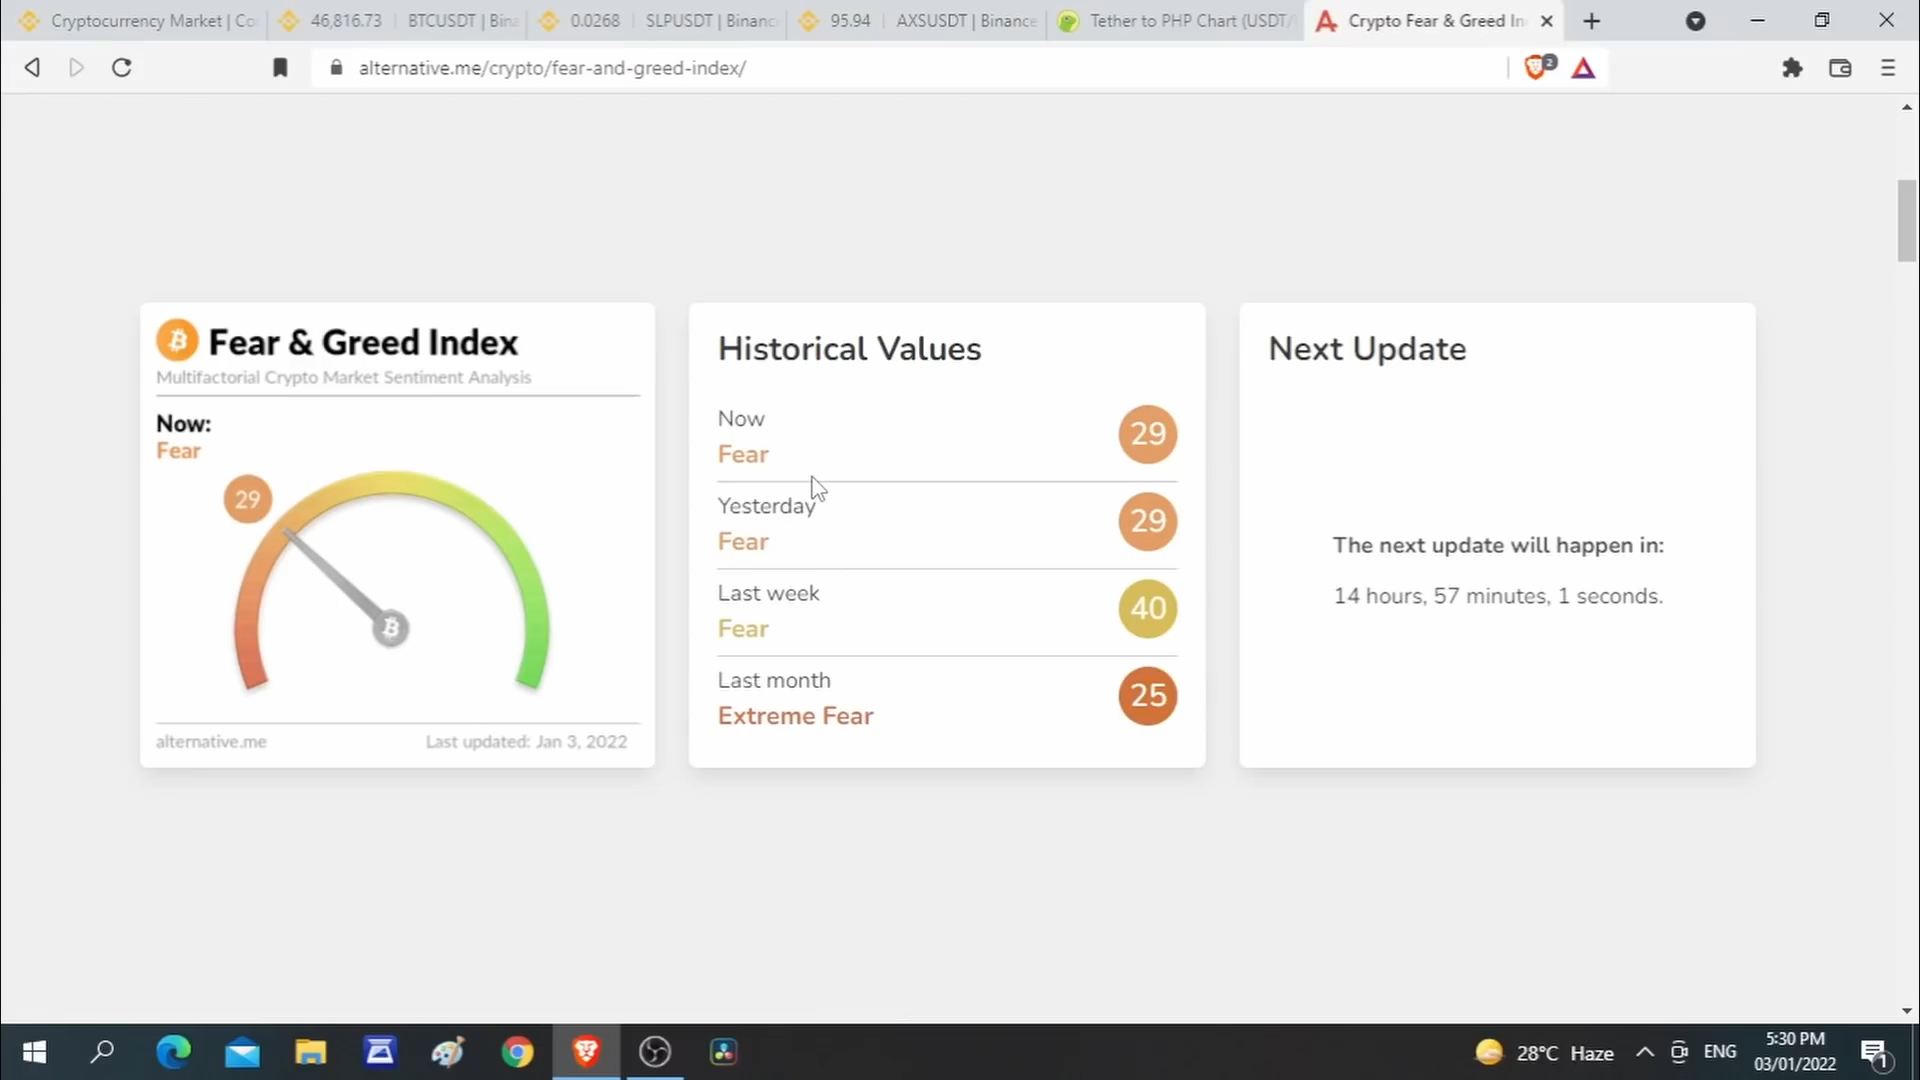 Cryptocurrency Market | Co
46,816.73 | BTCUSDT | Bina
0.0268 | SLPUSDT | Binanc
95.94 | AXSUSDT | Binance
Tether to PHP Chart (USDT/
Crypto Fear & Greed In
alternative.me/crypto/fear-and-greed-index/
2
Fear & Greed Index
Multifactorial Crypto Market Sentiment Analysis
Now:
Fear
29
alternative.me
Last updated: Jan 3, 2022
Historical Values
Now
Fear
29
Yesterday
Fear
29
Last week
Fear
40
Last month
Extreme Fear
25
Next Update
The next update will happen in:
14 hours, 57 minutes, 1 seconds.
28°C Haze
ENG
5:30 PM
03/01/2022
1